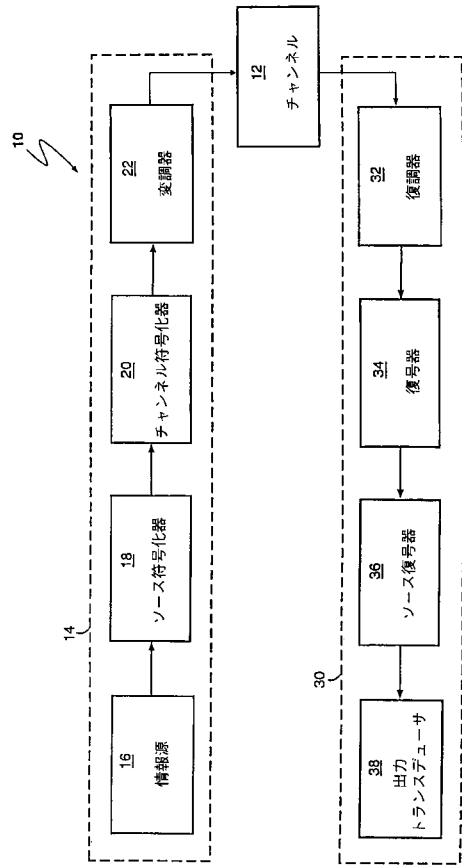 10
14
16
情報源
18
ソース符号化器
20
チャンネル符号化器
22
変調器
12
チャンネル
30
32
復調器
34
復号器
36
ソース復号器
38
出力
トランスデューサ